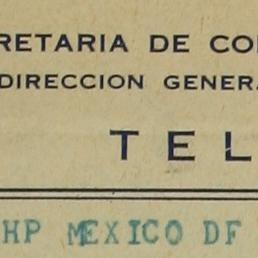 RETARIA DE CO
DIRECCION GENER
TEL
HP MEXICO DF